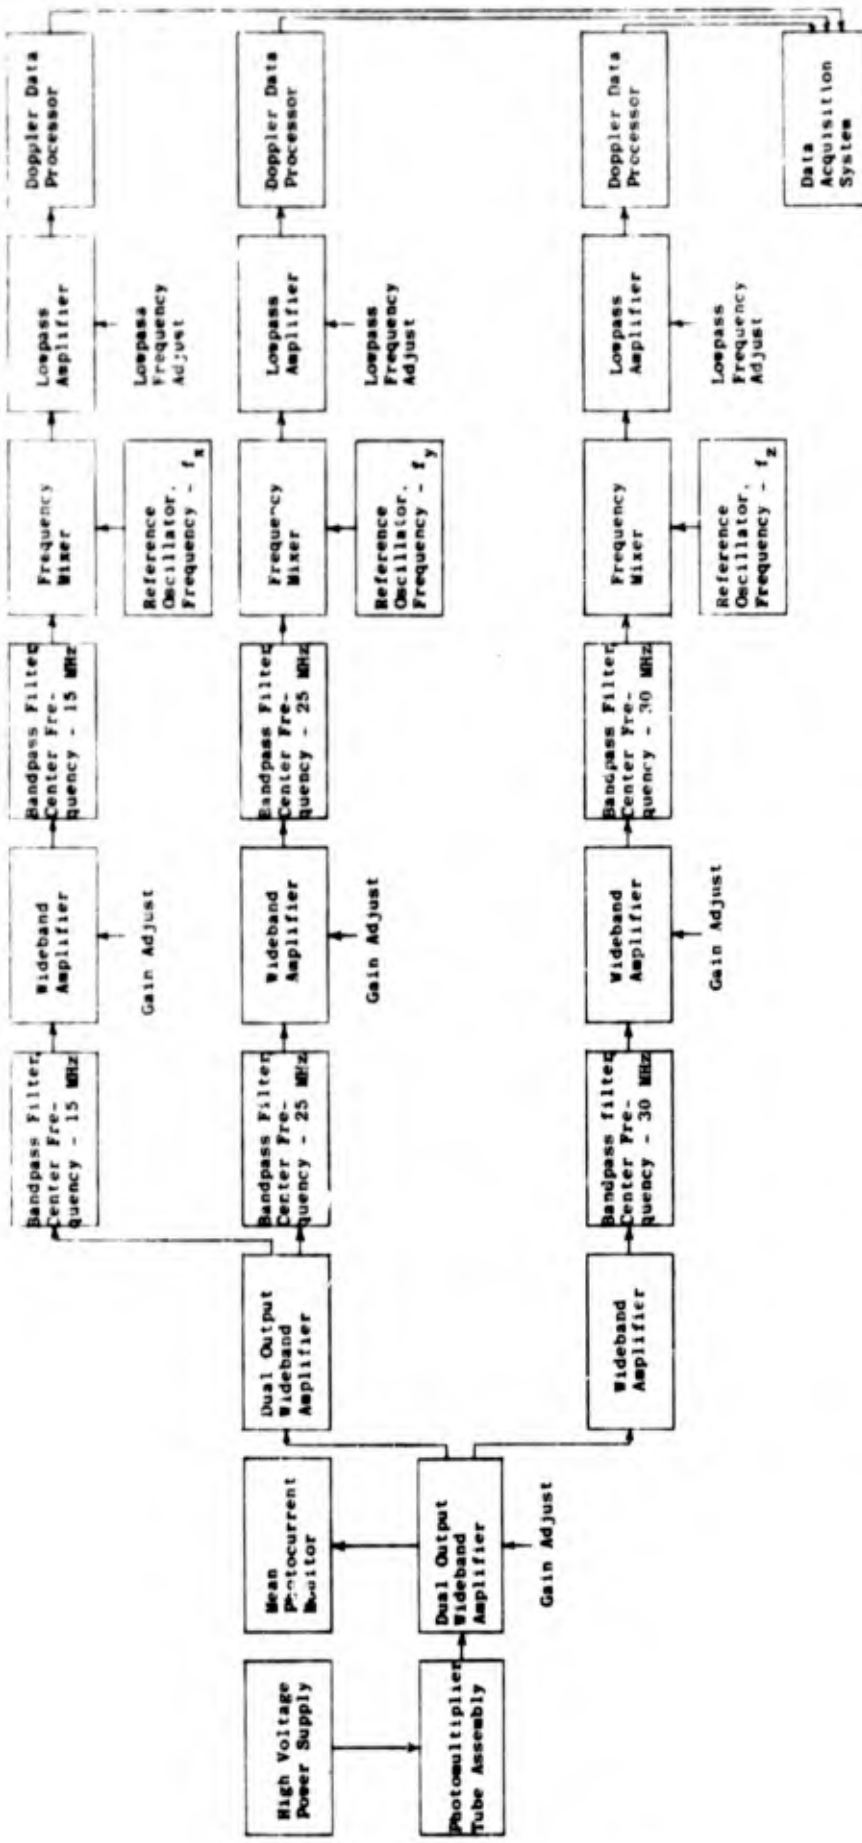 High Voltage
Power Supply
Photomultiplier
Tube Assembly
Mean
Photocurrent
Monitor
Dual Output
Wideband
Amplifier
Gain Adjust
Dual Output
Wideband
Amplifier
Wideband
Amplifier
Bandpass Filter,
Center Fre-
quency - 15 MHz
Wideband
Amplifier
Gain Adjust
Bandpass Filter,
Center Fre-
quency - 15 MHz
Frequency
Mixer
Reference
Oscillator,
Frequency - fx
Lowpass
Amplifier
Lowpass
Frequency
Adjust
Doppler Data
Processor
Bandpass Filter,
Center Fre-
quency - 25 MHz
Wideband
Amplifier
Gain Adjust
Bandpass Filter,
Center Fre-
quency - 25 MHz
Frequency
Mixer
Reference
Oscillator,
Frequency - fy
Lowpass
Amplifier
Lowpass
Frequency
Adjust
Doppler Data
Processor
Bandpass filter,
Center Fre-
quency - 30 MHz
Wideband
Amplifier
Gain Adjust
Bandpass Filter,
Center Fre-
quency - 30 MHz
Frequency
Mixer
Reference
Oscillator,
Frequency - fz
Lowpass
Amplifier
Lowpass
Frequency
Adjust
Doppler Data
Processor
Data
Acquisition
System